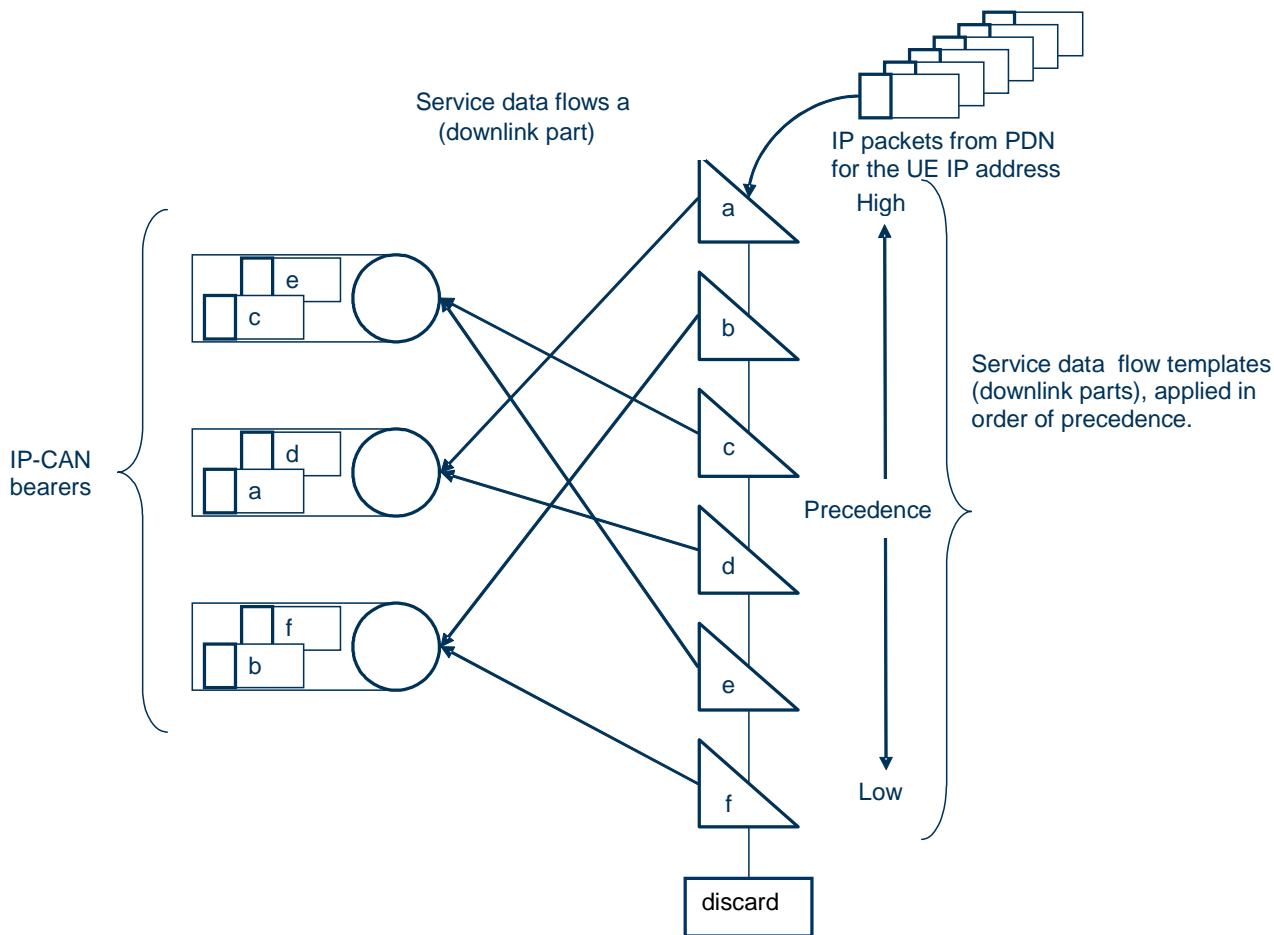 Service data flows a
(downlink part)
IP packets from PDN
for the UE IP address
High
a
e
c
b
Service data flow templates
(downlink parts), applied in
order of precedence.
c
IP-CAN
bearers
d
a
Precedence
d
f
b
e
Low
f
discard